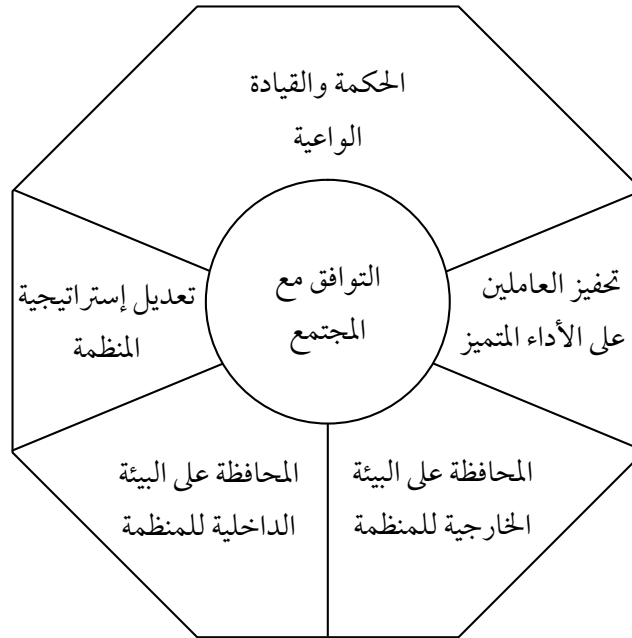 الحكمة والقيادة
الواعية
تحفيز العاملين
على الأداء المتميز
التوافق مع
المجتمع
تعديل إستراتيجية
المنظمة
المحافظة على البيئة
الخارجية للمنظمة
المحافظة على البيئة
الداخلية للمنظمة